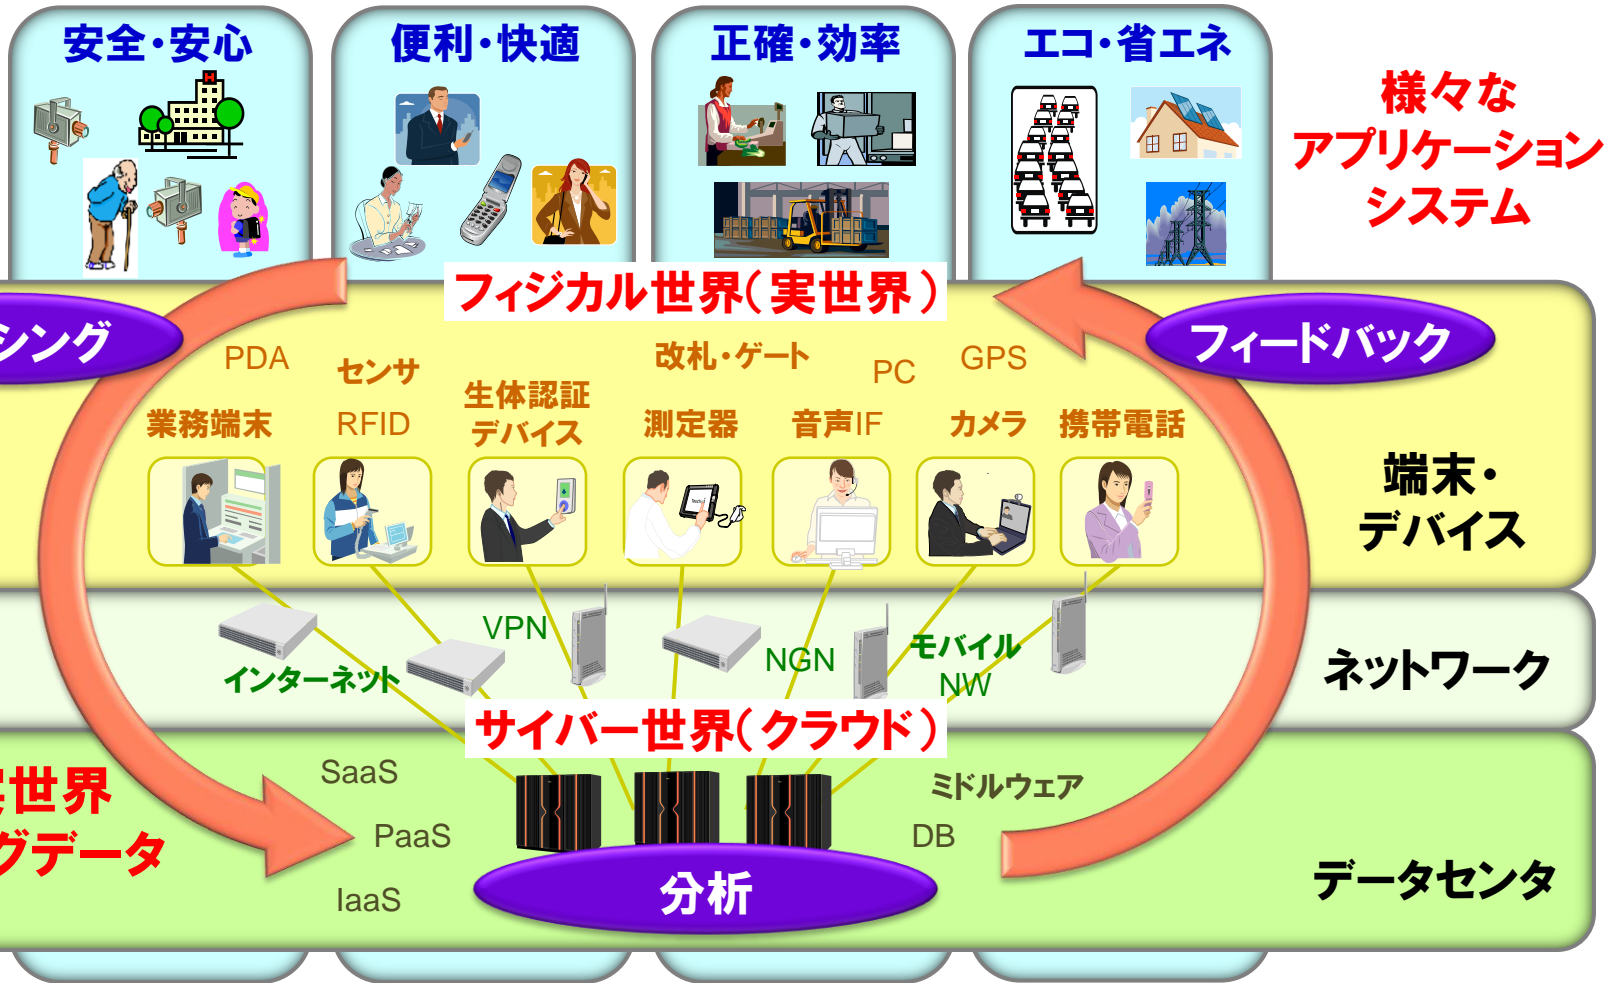 安全・安心
便利・快適
正確・効率
エコ・省エネ
様々な
アプリケーション
システム
フィジカル世界（実世界）
シング
フィードバック
PDA
センサ
改札・ゲート
PC
GPS
業務端末
RFID
生体認証
デバイス
測定器
音声IF
カメラ
携帯電話
端末・
デバイス
インターネット
VPN
NGN
モバイル
NW
ネットワーク
サイバー世界（クラウド）
世界
グデータ
SaaS
PaaS
IaaS
ミドルウェア
DB
分析
データセンタ